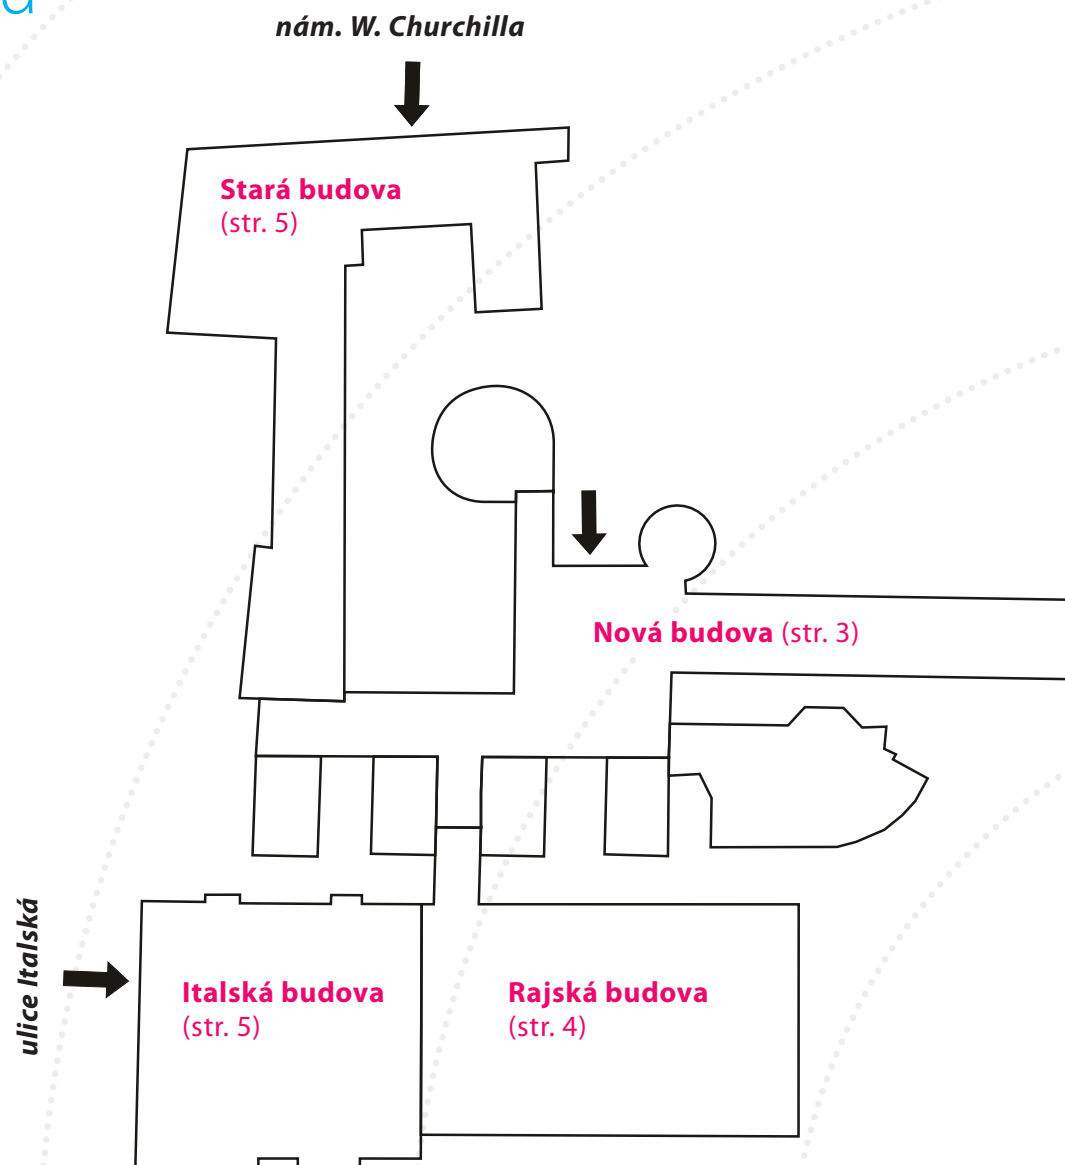 nám. W. Churchilla
Stará budova
(str. 5)
Nová budova (str. 3)
ulice Italská
Italská budova
(str. 5)
Rajská budova
(str. 4)